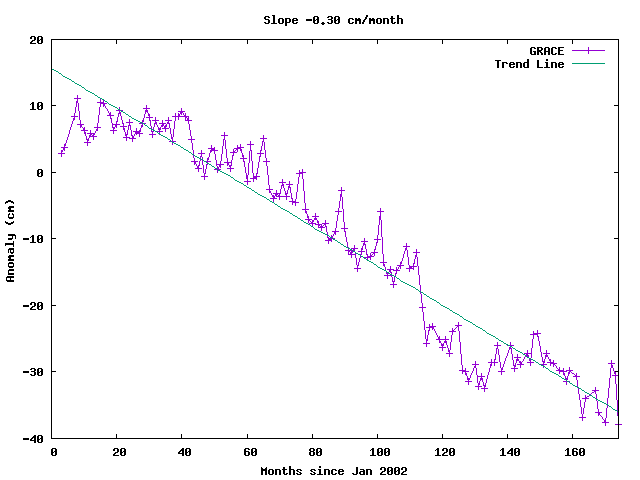 Slope -0.30 cm/month
GRACE
Trend Line
20
10
0
-10
-20
-30
-40
Anomaly (cm)
0 20 40 60 80 100 120 140 160
Months since Jan 2002